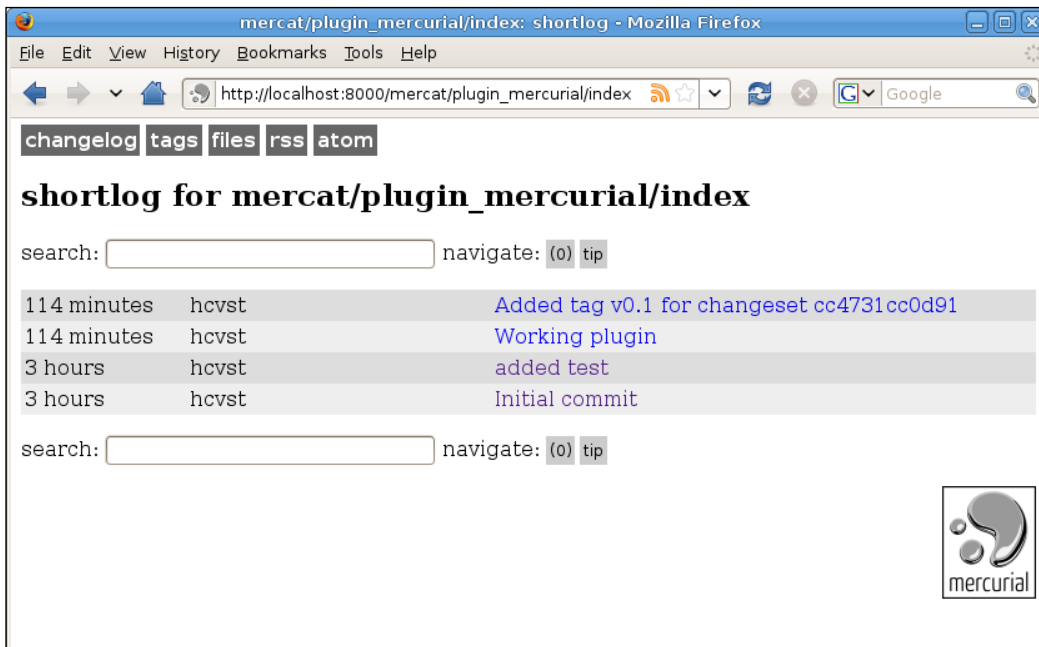 mercat/plugin_mercurial/index: shortlog - Mozilla Firefox
File Edit View History Bookmarks Tools Help
http://localhost:8000/mercat/plugin_mercurial/index G Google
changelog tags files rss atom
shortlog for mercat/plugin_mercurial/index
search: navigate: (0) tip
114 minutes hcvst Added tag v0.1 for changeset cc4731cc0d91
114 minutes hcvst Working plugin
3 hours hcvst added test
3 hours hcvst Initial commit
search: navigate: (0) tip
mercurial